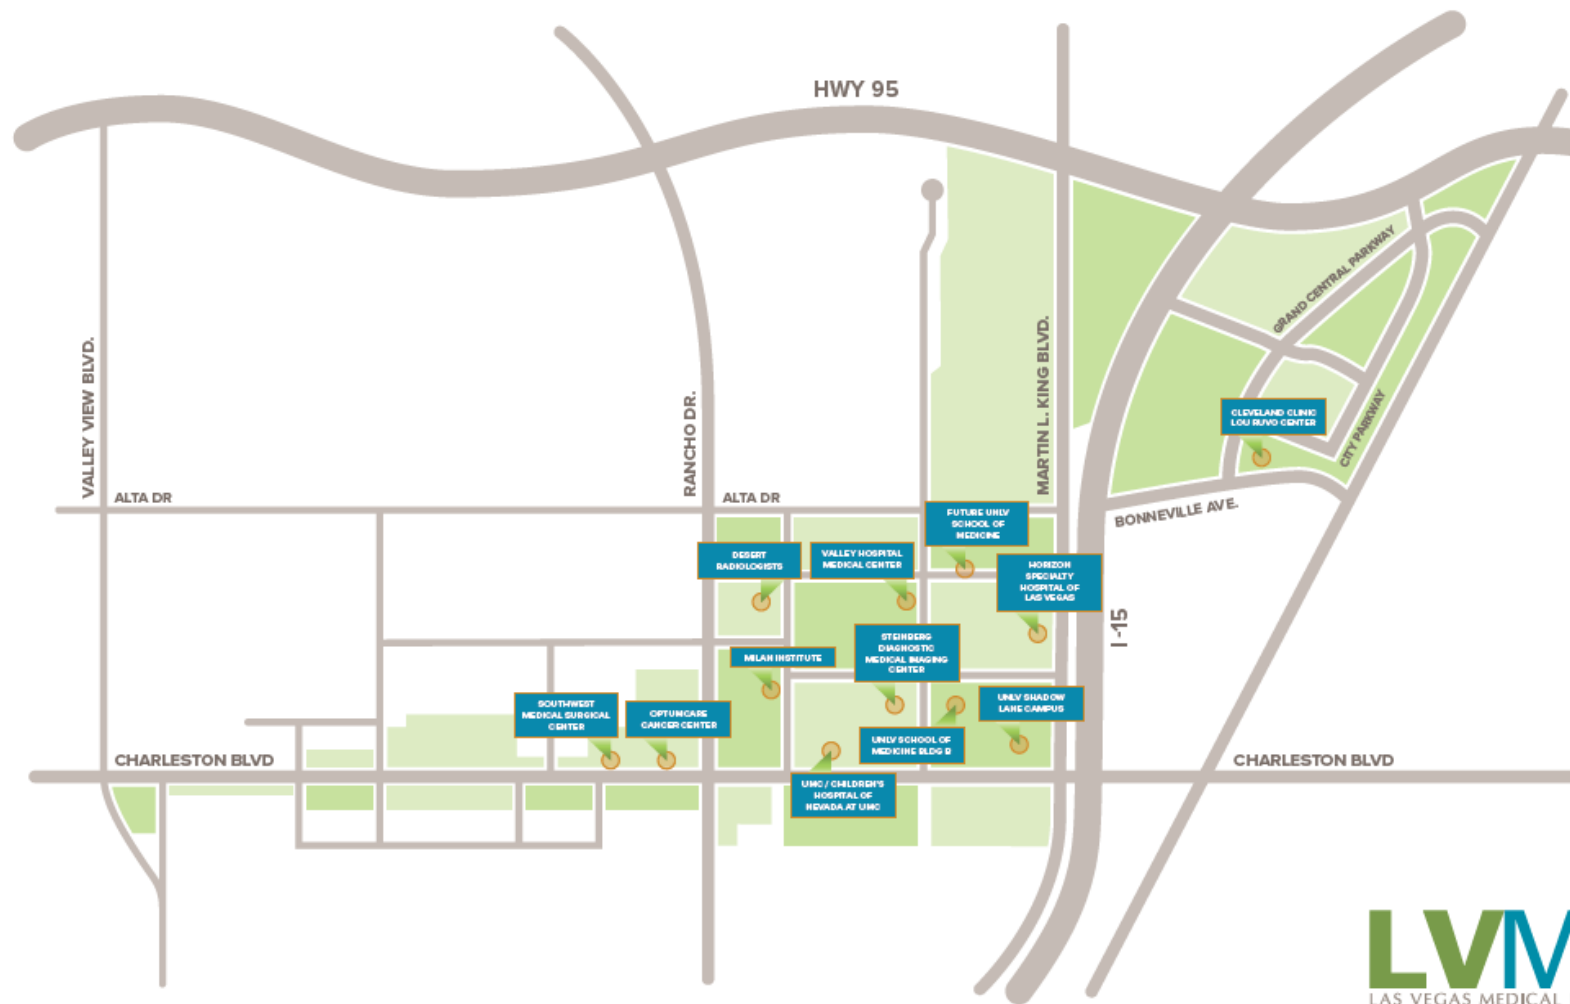 HWY 95
VALLEY VIEW BLVD.
RANCHO DR.
MARTIN L. KING BLVD.
GRAND CENTRAL PARKWAY
CITY PARKWAY
CLEVELAND CLINIC
LOU RUVO CENTER
ALTA DR
ALTA DR
BONNEVILLE AVE.
FUTURE UNLV
SCHOOL OF
MEDICINE
DESERT
RADIOLOGISTS
VALLEY HOSPITAL
MEDICAL CENTER
HORIZON
SPECIALTY
HOSPITAL OF
LAS VEGAS
I-15
STEINBERG
DIAGNOSTIC
MEDICAL IMAGING
CENTER
MILAN INSTITUTE
SOUTHWEST
MEDICAL SURGICAL
CENTER
OPTUMCARE
CANCER CENTER
UNLV SHADOW
LANE CAMPUS
UNLV SCHOOL OF
MEDICINE BLDG B
CHARLESTON BLVD
CHARLESTON BLVD
UMC / CHILDREN'S
HOSPITAL OF
NEVADA AT UMC
LVM
LAS VEGAS MEDICAL